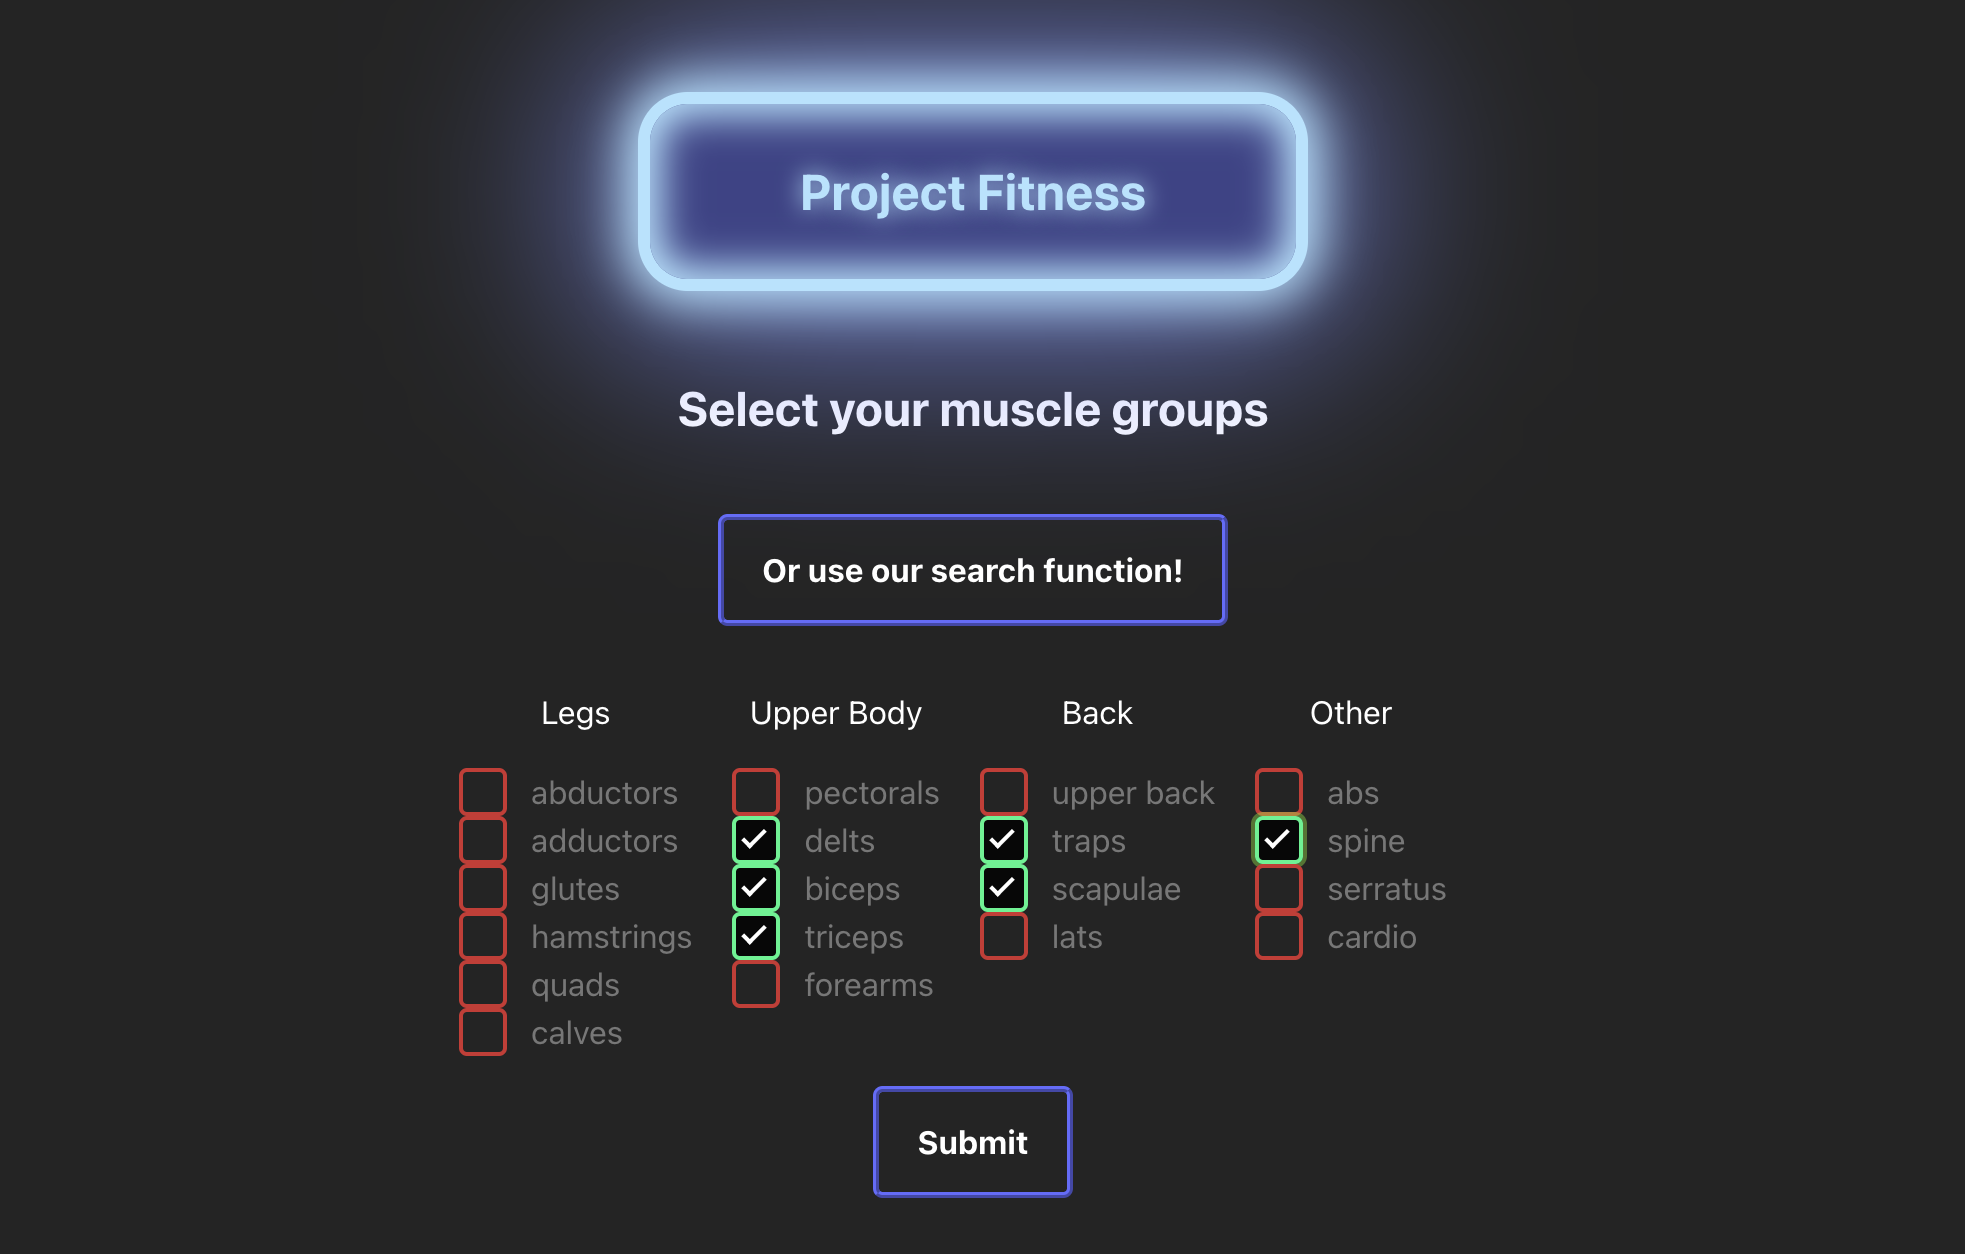 Project Fitness
Select your muscle groups
Or use our search function!
Legs
abductors
adductors
glutes
hamstrings
quads
calves
Upper Body
pectorals
delts
biceps
triceps
forearms
Back
upper back
traps
scapulae
lats
Other
abs
spine
serratus
cardio
Submit